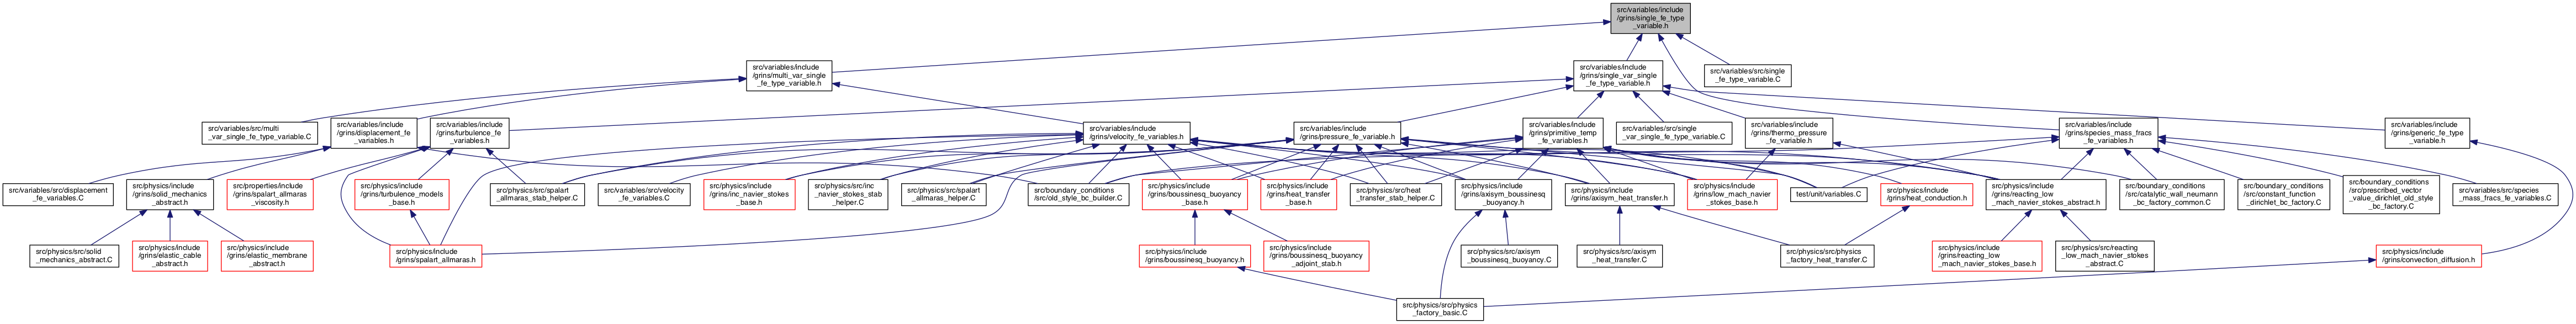 src/variables/include
/grins/single_fe_type
_variable.h
src/variables/include
/grins/multi_var_single
_fe_type_variable.h
src/variables/include
/grins/single_var_single
_fe_type_variable.h
src/variables/src/single
_fe_type_variable.C
src/variables/src/multi
_var_single_fe_type_variable.C
src/variables/include
/grins/displacement_fe
_variables.h
src/variables/include
/grins/turbulence_fe
_variables.h
src/variables/include
/grins/velocity_fe_variables.h
src/variables/include
/grins/pressure_fe_variable.h
src/variables/include
/grins/primitive_temp
_fe_variables.h
src/variables/src/single
_var_single_fe_type_variable.C
src/variables/include
/grins/thermo_pressure
_fe_variable.h
src/variables/include
/grins/species_mass_fracs
_fe_variables.h
src/variables/include
/grins/generic_fe_type
_variable.h
src/variables/src/displacement
_fe_variables.C
src/physics/include
/grins/solid_mechanics
_abstract.h
src/properties/include
/grins/spalart_allmaras
_viscosity.h
src/physics/include
/grins/turbulence_models
_base.h
src/physics/src/spalart
_allmaras_stab_helper.C
src/variables/src/velocity
_fe_variables.C
src/physics/include
/grins/inc_navier_stokes
_base.h
src/physics/src/inc
_navier_stokes_stab
_helper.C
src/physics/src/spalart
_allmaras_helper.C
src/boundary_conditions
/src/old_style_bc_builder.C
src/physics/include
/grins/boussinesq_buoyancy
_base.h
src/physics/include
/grins/heat_transfer
_base.h
src/physics/src/heat
_transfer_stab_helper.C
src/physics/include
/grins/axisym_boussinesq
_buoyancy.h
src/physics/include
/grins/axisym_heat_transfer.h
src/physics/include
/grins/low_mach_navier
_stokes_base.h
test/unit/variables.C
src/physics/include
/grins/heat_conduction.h
src/physics/include
/grins/reacting_low
_mach_navier_stokes_abstract.h
src/boundary_conditions
/src/catalytic_wall_neumann
_bc_factory_common.C
src/boundary_conditions
/src/constant_function
_dirichlet_bc_factory.C
src/boundary_conditions
/src/prescribed_vector
_value_dirichlet_old_style
_bc_factory.C
src/variables/src/species
_mass_fracs_fe_variables.C
src/physics/src/solid
_mechanics_abstract.C
src/physics/include
/grins/elastic_cable
_abstract.h
src/physics/include
/grins/elastic_membrane
_abstract.h
src/physics/include
/grins/spalart_allmaras.h
src/physics/include
/grins/boussinesq_buoyancy.h
src/physics/include
/grins/boussinesq_buoyancy
_adjoint_stab.h
src/physics/src/axisym
_boussinesq_buoyancy.C
src/physics/src/axisym
_heat_transfer.C
src/physics/src/physics
_factory_heat_transfer.C
src/physics/include
/grins/reacting_low
_mach_navier_stokes_base.h
src/physics/src/reacting
_low_mach_navier_stokes
_abstract.C
src/physics/include
/grins/convection_diffusion.h
src/physics/src/physics
_factory_basic.C